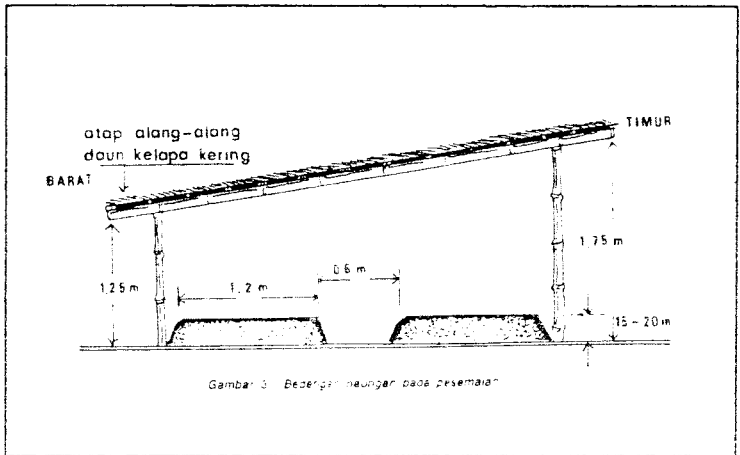 atap alang-alang
daun kelapa kering
BARAT
TIMUR
1,25 m
1,2 m
0.6 m
1,75 m
15-20 m
Gambar 3. Bedengan naungan pada pesemaian